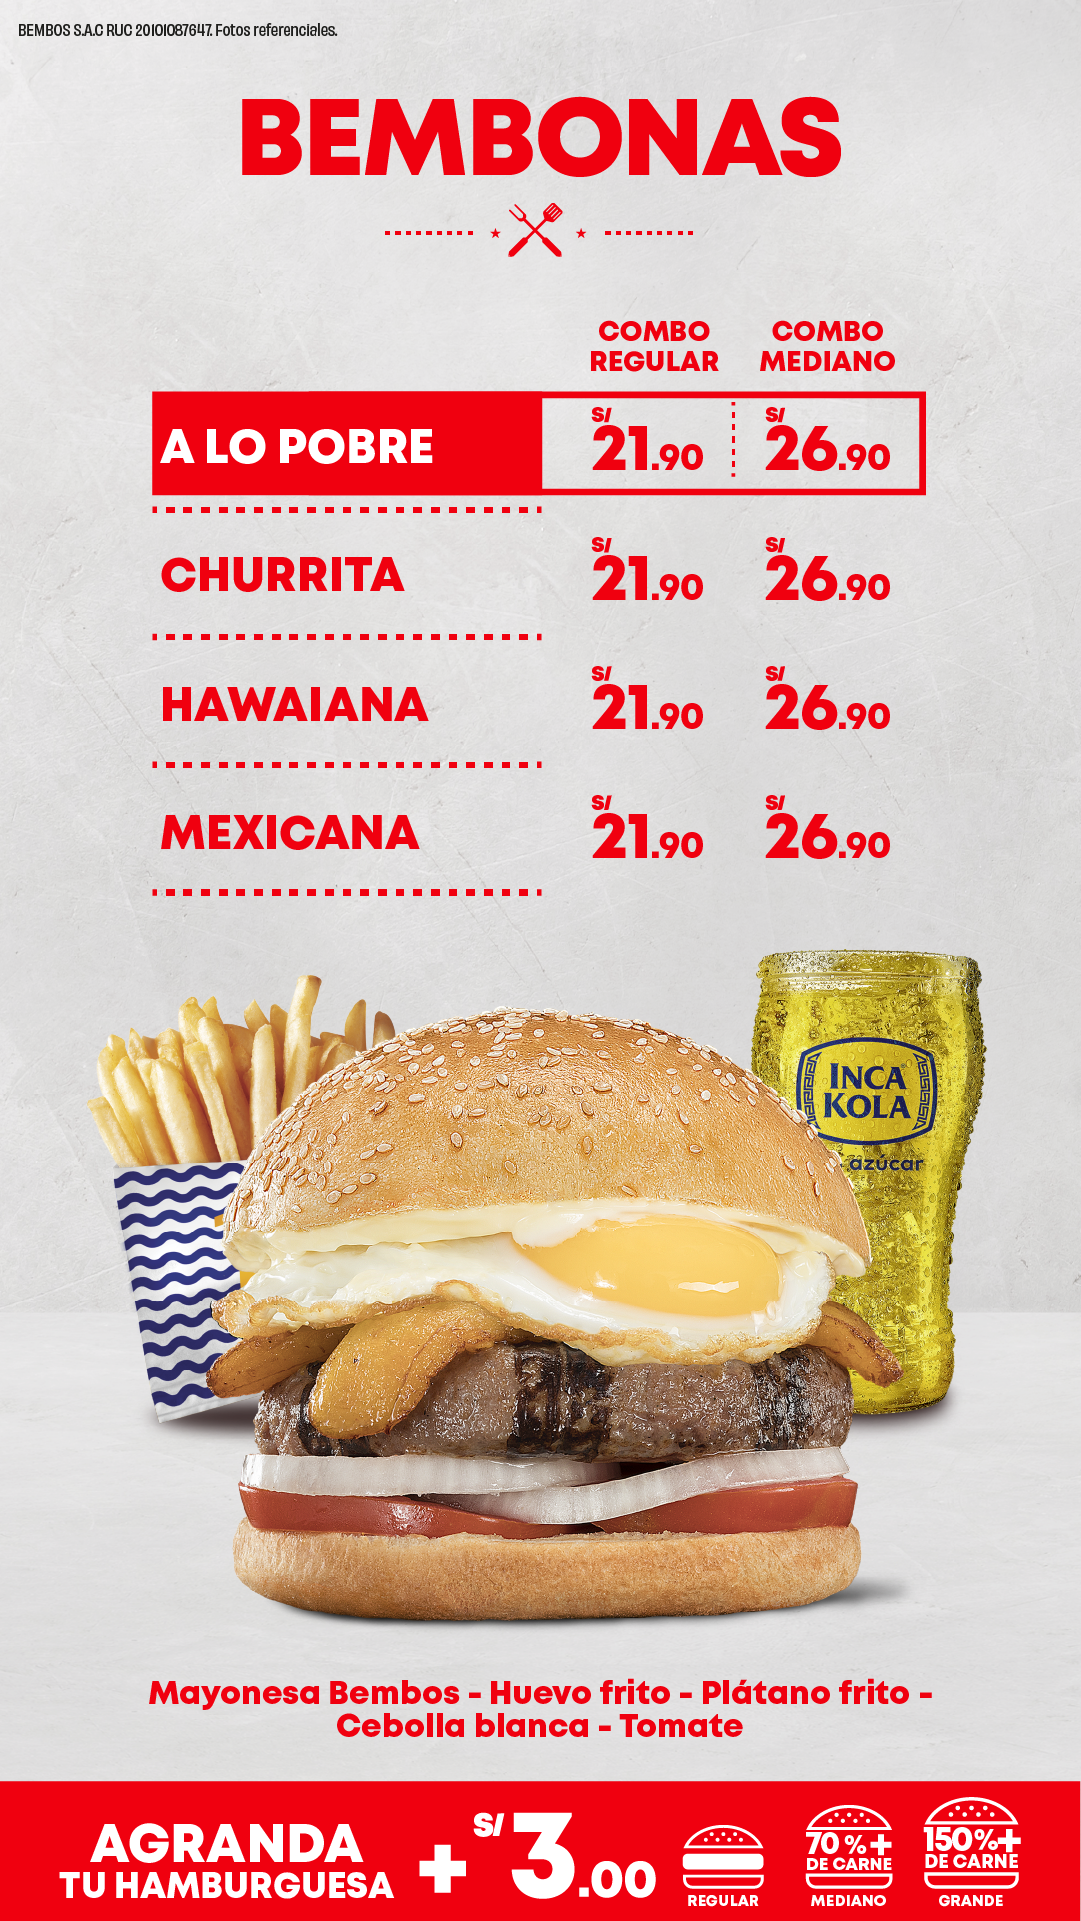 BEMBOS S.A.C RUC 20101087647. Fotos referenciales.
BEMBONAS
COMBO REGULAR
COMBO MEDIANO
A LO POBRE S/ 21.90 S/ 26.90
CHURRITA S/ 21.90 S/ 26.90
HAWAIANA S/ 21.90 S/ 26.90
MEXICANA S/ 21.90 S/ 26.90
INCA
KOLA
azúcar
Mayonesa Bembos - Huevo frito - Plátano frito -
Cebolla blanca - Tomate
AGRANDA
TU HAMBURGUESA
+ S/ 3.00
REGULAR
70%+
DE CARNE
MEDIANO
150%+
DE CARNE
GRANDE